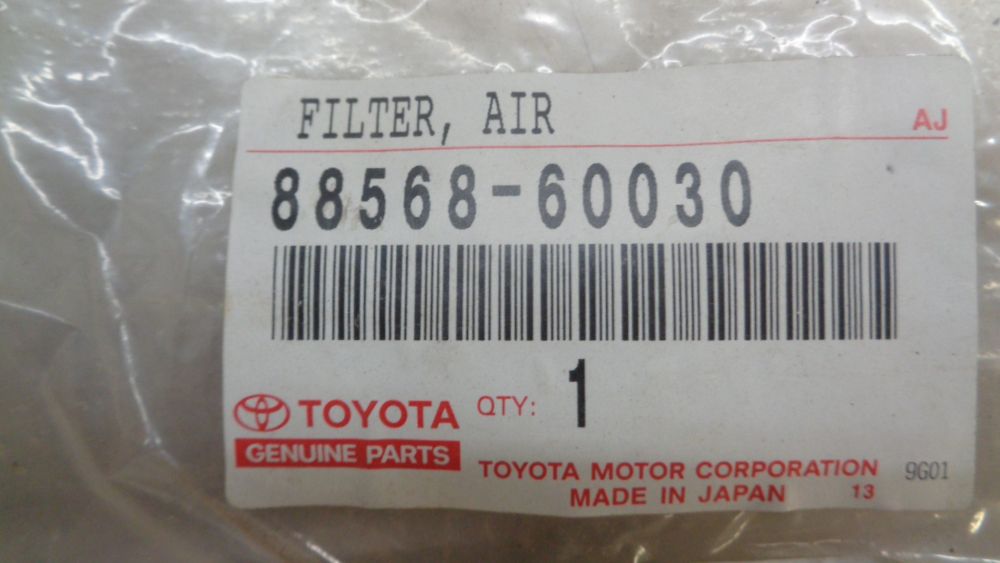 FILTER, AIR
AJ
88568-60030
TOYOTA
QTY: 1
GENUINE PARTS
TOYOTA MOTOR CORPORATION 9G01
MADE IN JAPAN 13